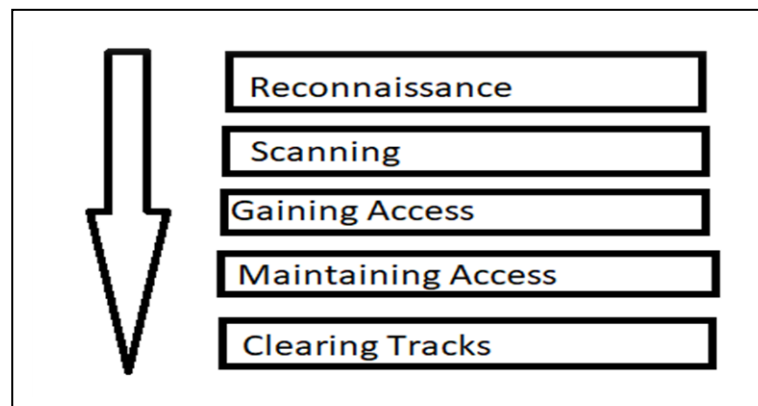 Reconnaissance
Scanning
Gaining Access
Maintaining Access
Clearing Tracks